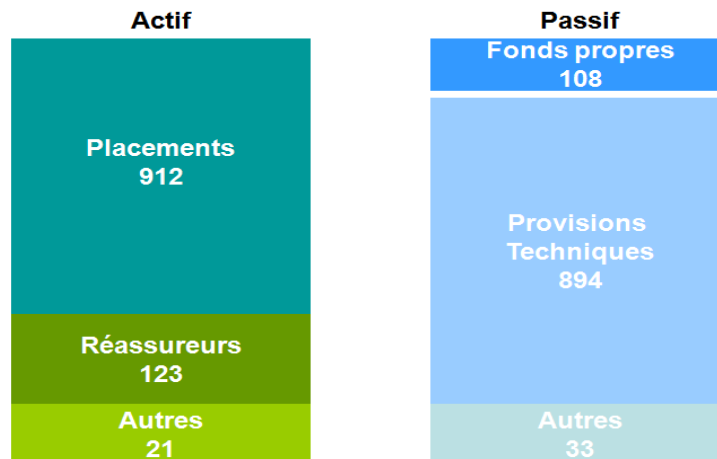 Actif
Placements
912
Réassureurs
123
Autres
21
Passif
Fonds propres
108
Provisions
Techniques
894
Autres
33